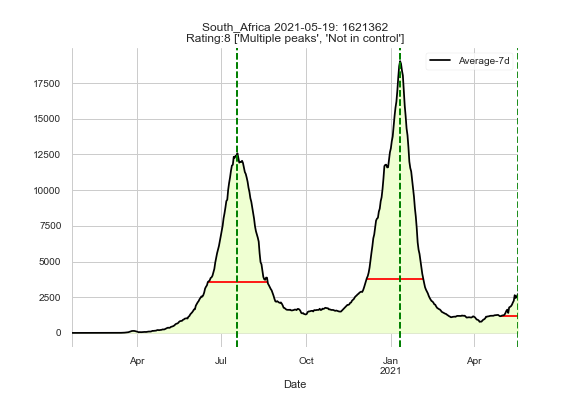 South_Africa 2021-05-19: 1621362
Rating:8 ['Multiple peaks', 'Not in control']
Average-7d
17500
15000
12500
10000
7500
5000
2500
0
Apr
Jul
Oct
Jan
2021
Apr
Date